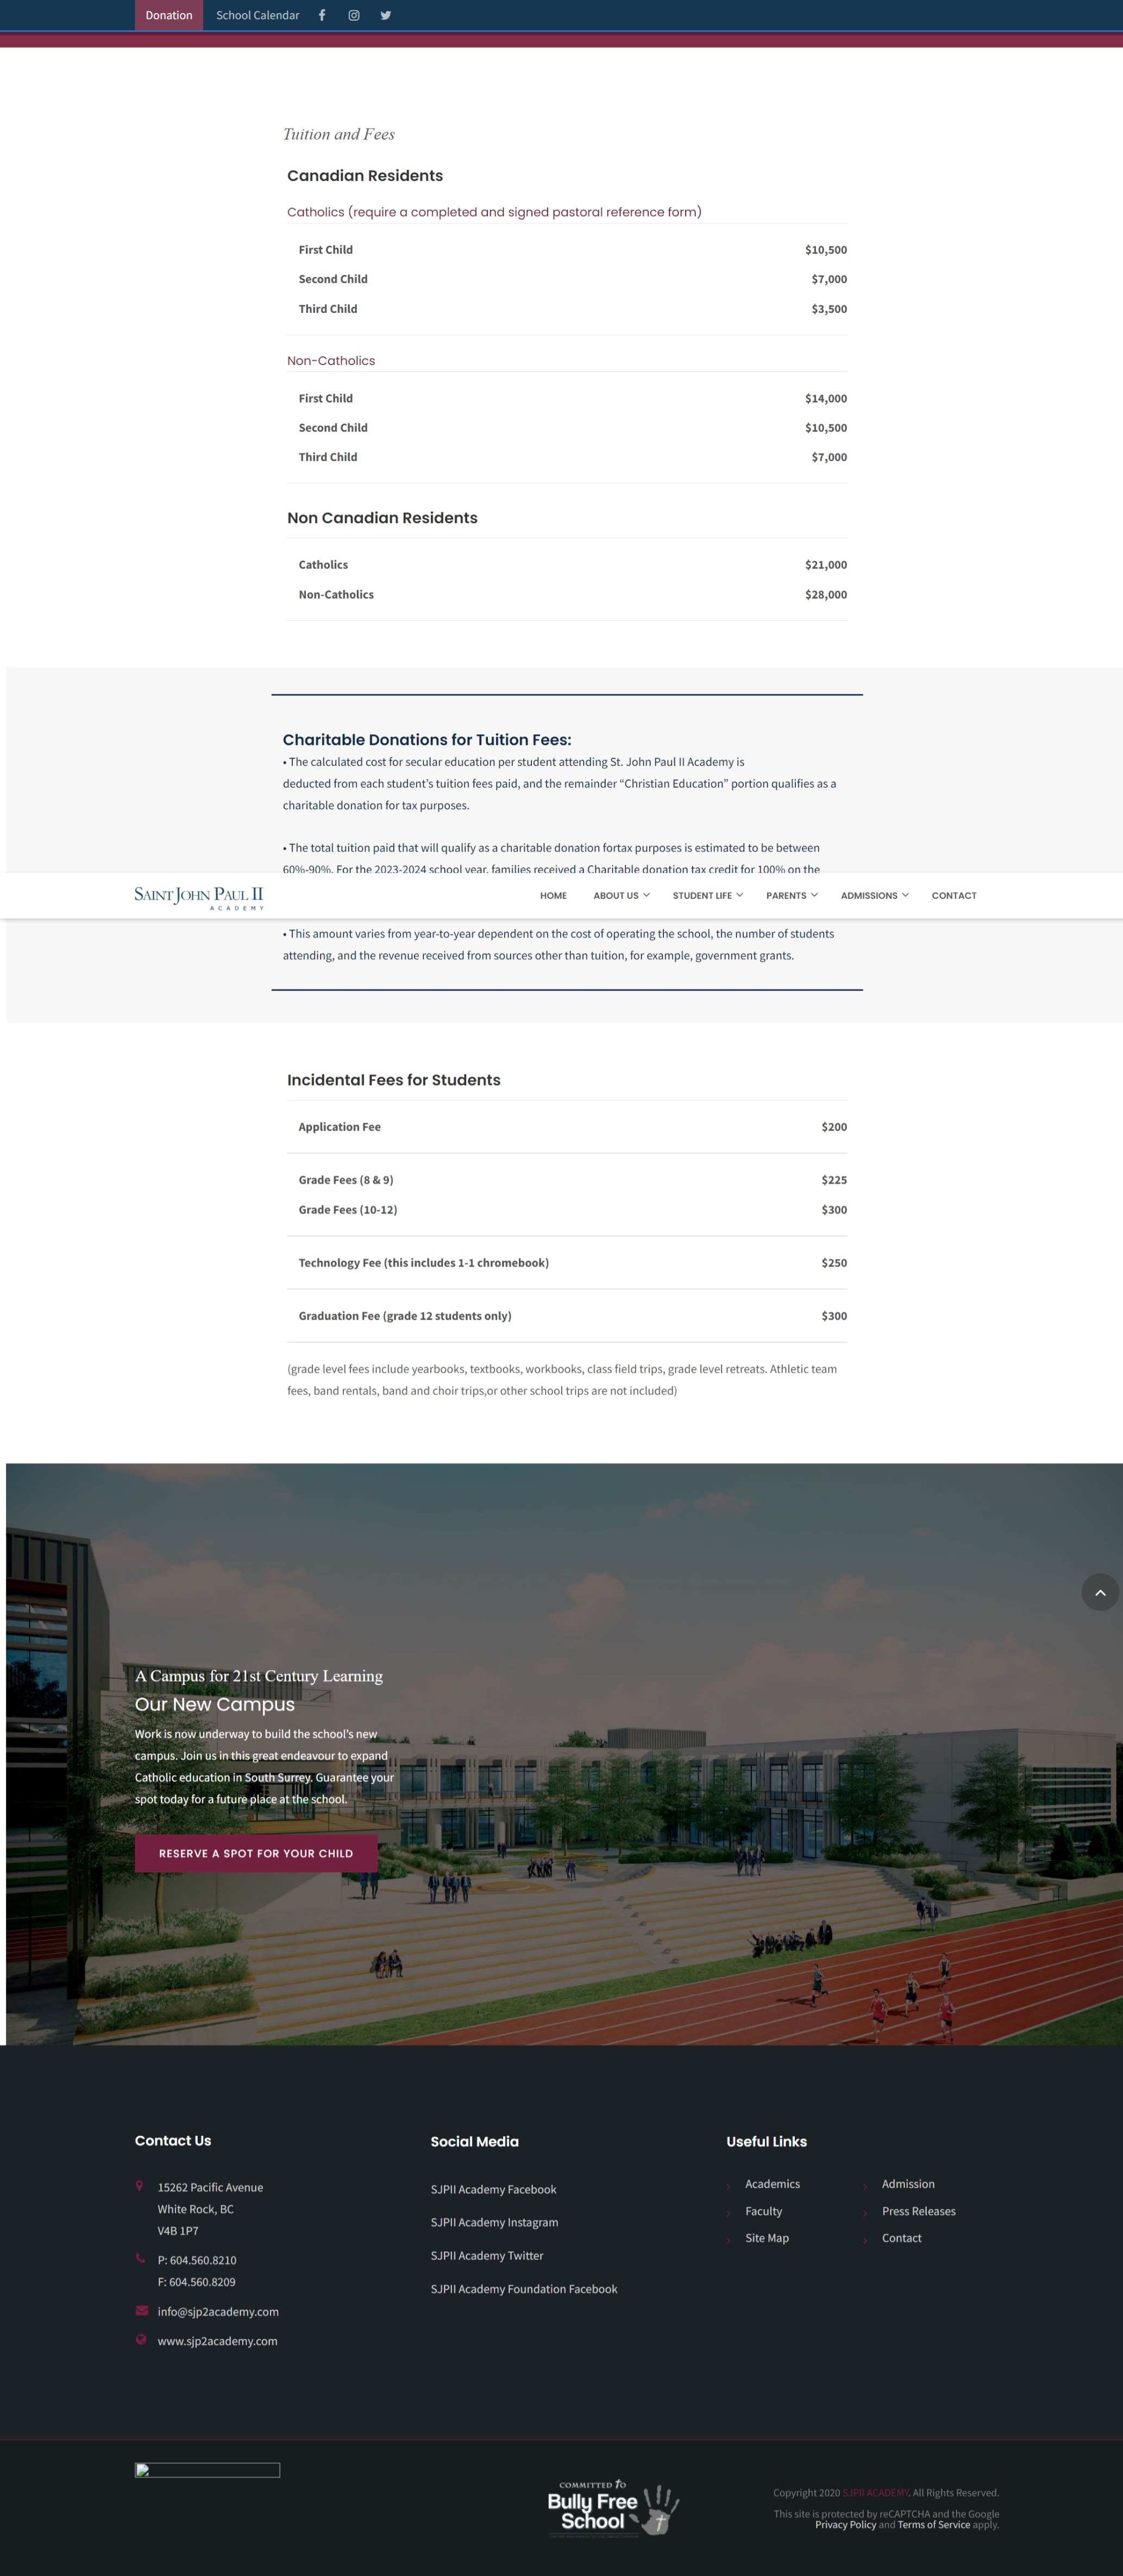 Donation
School Calendar
Tuition and Fees
Canadian Residents
Catholics (require a completed and signed pastoral reference form)
First Child $10,500
Second Child $7,000
Third Child $3,500
Non-Catholics
First Child $14,000
Second Child $10,500
Third Child $7,000
Non Canadian Residents
Catholics $21,000
Non-Catholics $28,000
Charitable Donations for Tuition Fees:
• The calculated cost for secular education per student attending St. John Paul II Academy is
deducted from each student's tuition fees paid, and the remainder “Christian Education” portion qualifies as a
charitable donation for tax purposes.
• The total tuition paid that will qualify as a charitable donation fortax purposes is estimated to be between
60%-90%. For the 2023-2024 school year, families received a Charitable donation tax credit for 100% on the
SAINT JOHN PAUL II
ACADEMY
HOME ABOUT US STUDENT LIFE PARENTS ADMISSIONS CONTACT
• This amount varies from year-to-year dependent on the cost of operating the school, the number of students
attending, and the revenue received from sources other than tuition, for example, government grants.
Incidental Fees for Students
Application Fee $200
Grade Fees (8 & 9) $225
Grade Fees (10-12) $300
Technology Fee (this includes 1-1 chromebook) $250
Graduation Fee (grade 12 students only) $300
(grade level fees include yearbooks, textbooks, workbooks, class field trips, grade level retreats. Athletic team
fees, band rentals, band and choir trips,or other school trips are not included)
A Campus for 21st Century Learning
Our New Campus
Work is now underway to build the school's new
campus. Join us in this great endeavour to expand
Catholic education in South Surrey. Guarantee your
spot today for a future place at the school.
RESERVE A SPOT FOR YOUR CHILD
Contact Us
15262 Pacific Avenue
White Rock, BC
V4B 1P7
P: 604.560.8210
F: 604.560.8209
info@sjp2academy.com
www.sjp2academy.com
Social Media
SJPII Academy Facebook
SJPII Academy Instagram
SJPII Academy Twitter
SJPII Academy Foundation Facebook
Useful Links
Academics
Faculty
Site Map
Admission
Press Releases
Contact
COMMITTED to
Bully Free
School
Copyright 2020 SJPII ACADEMY. All Rights Reserved.
This site is protected by reCAPTCHA and the Google
Privacy Policy and Terms of Service apply.